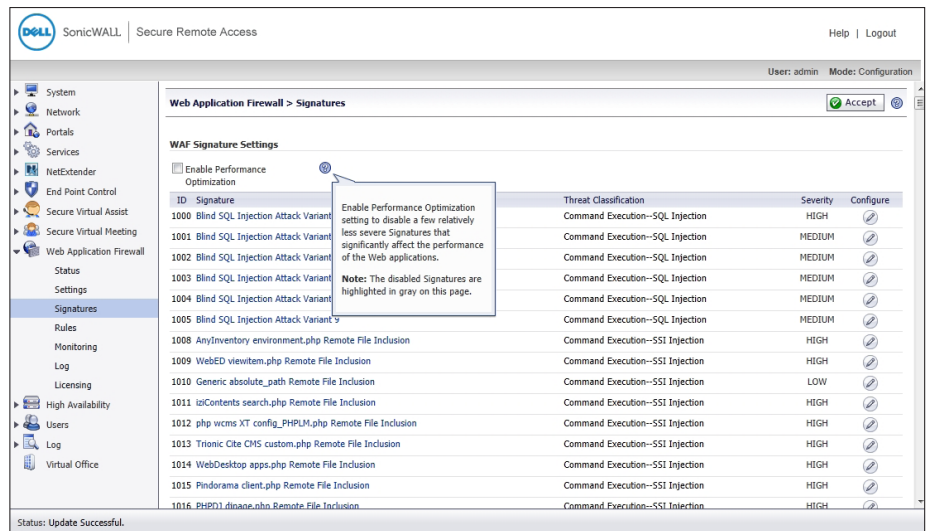 DELL
SonicWALL | Secure Remote Access
Help | Logout
User: admin Mode: Configuration
System
Network
Portals
Services
NetExtender
End Point Control
Secure Virtual Assist
Secure Virtual Meeting
Web Application Firewall
Status
Settings
Signatures
Rules
Monitoring
Log
Licensing
High Availability
Users
Log
Virtual Office
Web Application Firewall > Signatures
Accept
WAF Signature Settings
Enable Performance
Optimization
Enable Performance Optimization
setting to disable a few relatively
less severe Signatures that
significantly affect the performance
of the Web applications.
Note: The disabled Signatures are
highlighted in gray on this page.
ID Signature Threat Classification Severity Configure
1000 Blind SQL Injection Attack Variant Command Execution--SQL Injection HIGH
1001 Blind SQL Injection Attack Variant Command Execution--SQL Injection MEDIUM
1002 Blind SQL Injection Attack Variant Command Execution--SQL Injection MEDIUM
1003 Blind SQL Injection Attack Variant Command Execution--SQL Injection MEDIUM
1004 Blind SQL Injection Attack Variant Command Execution--SQL Injection MEDIUM
1005 Blind SQL Injection Attack Variant 9 Command Execution--SQL Injection MEDIUM
1008 AnyInventory environment.php Remote File Inclusion Command Execution--SSI Injection HIGH
1009 WebED viewitem.php Remote File Inclusion Command Execution--SSI Injection HIGH
1010 Generic absolute_path Remote File Inclusion Command Execution--SSI Injection LOW
1011 iziContents search.php Remote File Inclusion Command Execution--SSI Injection HIGH
1012 php wcms XT config_PHPLM.php Remote File Inclusion Command Execution--SSI Injection HIGH
1013 Trionic Cite CMS custom.php Remote File Inclusion Command Execution--SSI Injection HIGH
1014 WebDesktop apps.php Remote File Inclusion Command Execution--SSI Injection HIGH
1015 Pindorama client.php Remote File Inclusion Command Execution--SSI Injection HIGH
1016 PHPDJ djpage.php Remote File Inclusion Command Execution--SSI Injection HIGH
Status: Update Successful.